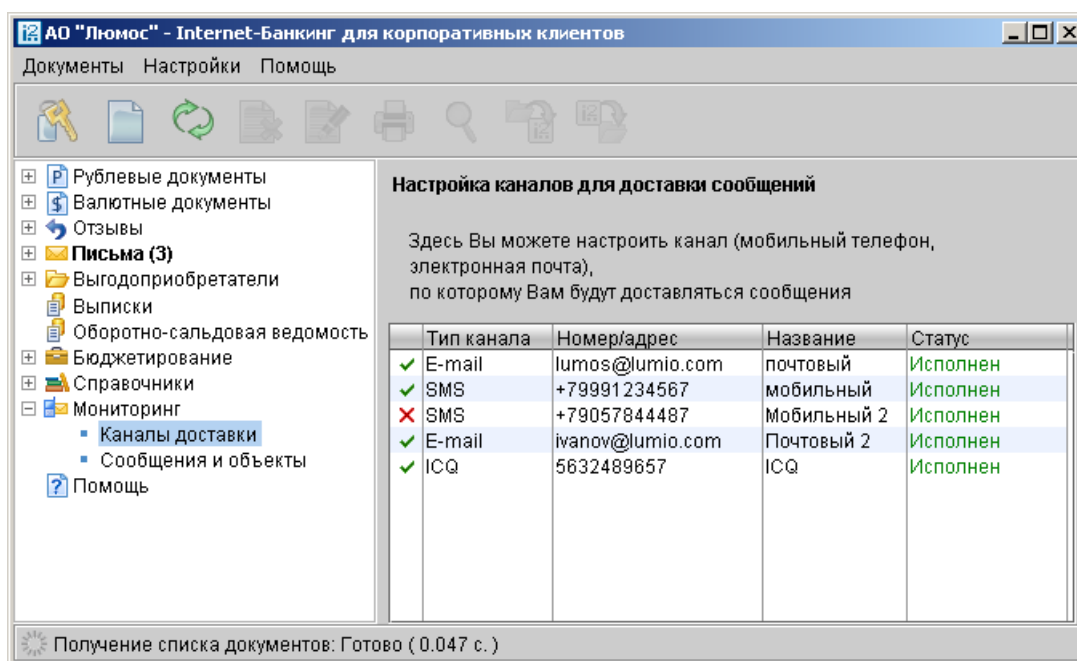 АО "Люмос" - Internet-Банкинг для корпоративных клиентов
Документы Настройки Помощь
Рублевые документы
Валютные документы
Отзывы
Письма (3)
Выгодоприобретатели
Выписки
Оборотно-сальдовая ведомость
Бюджетирование
Справочники
Мониторинг
Каналы доставки
Сообщения и объекты
Помощь
Настройка каналов для доставки сообщений
Здесь Вы можете настроить канал (мобильный телефон,
электронная почта),
по которому Вам будут доставляться сообщения
Тип канала Номер/адрес Название Статус
E-mail lumos@lumio.com почтовый Исполнен
SMS +79991234567 мобильный Исполнен
SMS +79057844487 Мобильный 2 Исполнен
E-mail ivanov@lumio.com Почтовый 2 Исполнен
ICQ 5632489657 ICQ Исполнен
Получение списка документов: Готово ( 0.047 с. )